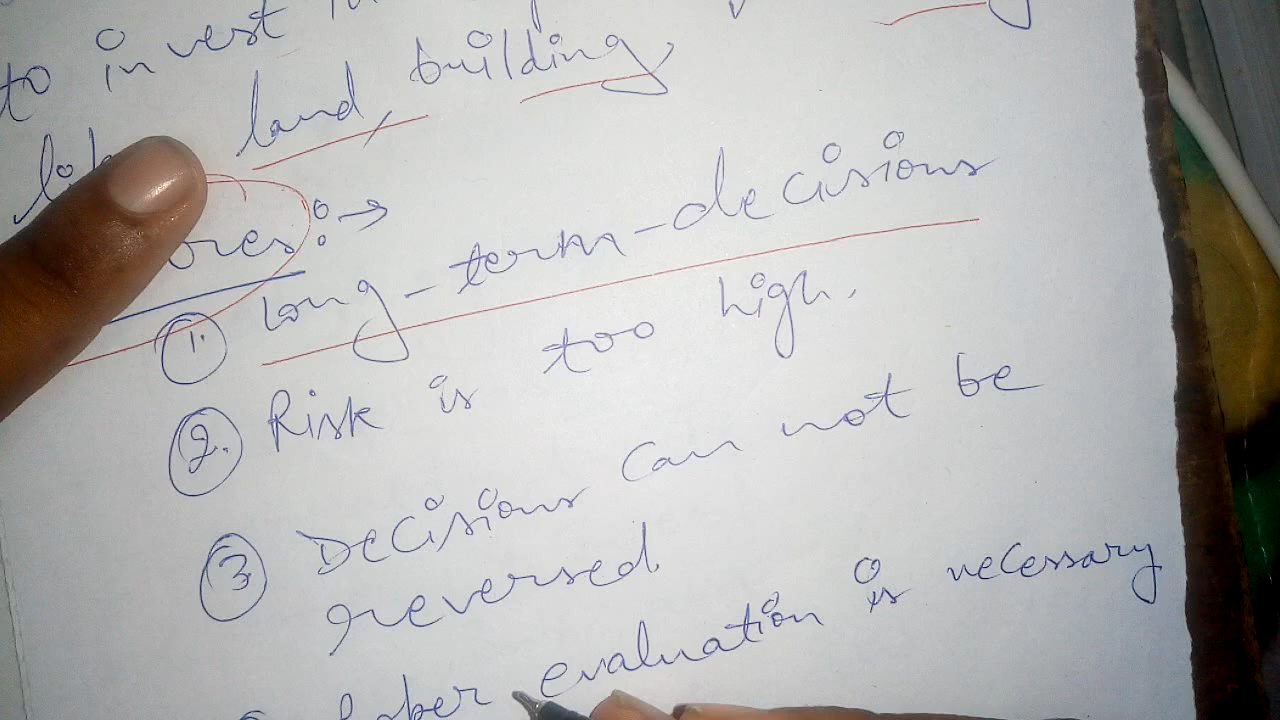 to invest in
land, building,
ores:→
1. Long-term-decisions
2. Risk is too high.
3. Decisions can not be
reversed.
evaluation is necessary